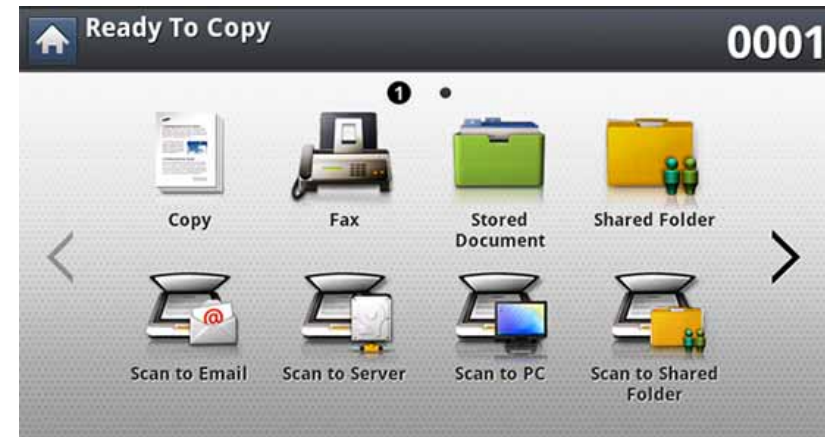 Ready To Copy
0001
1
Copy
Fax
Stored
Document
Shared Folder
@
Scan to Email
Scan to Server
Scan to PC
Scan to Shared
Folder